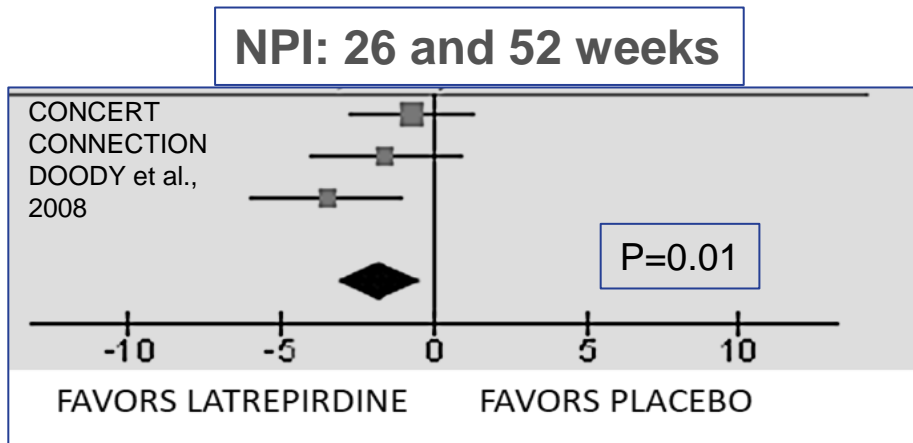 NPI: 26 and 52 weeks
CONCERT
CONNECTION
DOODY et al.,
2008
P=0.01
-10 -5 0 5 10
FAVORS LATREPIRDINE FAVORS PLACEBO